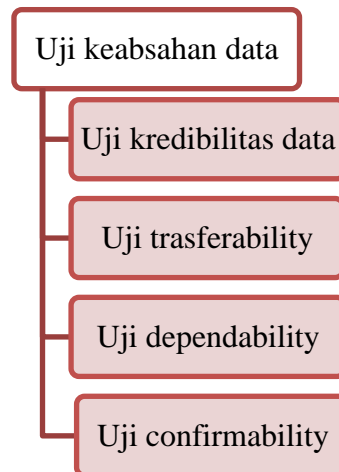 Uji keabsahan data
Uji kredibilitas data
Uji trasferability
Uji dependability
Uji confirmability